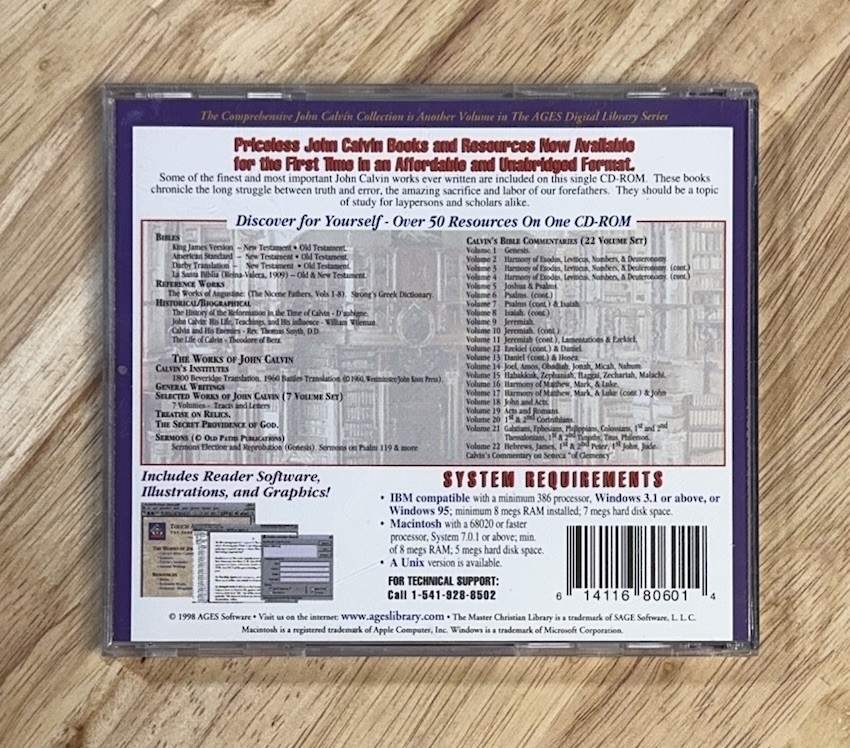 The Comprehensive John Calvin Collection is Another Volume in The AGES Digital Library Series
Priceless John Calvin Books and Resources Now Available
for the First Time in an Affordable and Unabridged Format.
Some of the finest and most important John Calvin works ever written are included on this single CD-ROM. These books
chronicle the long struggle between truth and error, the amazing sacrifice and labor of our forefathers. They should be a topic
of study for laypersons and scholars alike.
Discover for Yourself - Over 50 Resources On One CD-ROM
BIBLES
King James Version – New Testament • Old Testament.
American Standard – New Testament • Old Testament.
Darby Translation – New Testament • Old Testament.
La Santa Biblia (Reina-Valera, 1909) – Old & New Testament.
REFERENCE WORKS
The Works of Augustine: (The Nicene Fathers, Vols 1-8). Strong's Greek Dictionary.
HISTORICAL/BIOGRAPHICAL
The History of the Reformation in the Time of Calvin - D'aubigne.
John Calvin: His Life, Teachings, and His influence - William Wileman.
Calvin and His Enemies - Rev. Thomas Smyth, D.D.
The Life of Calvin - Theodore of Beza
THE WORKS OF JOHN CALVIN
CALVIN'S INSTITUTES
1800 Beveridge Translation. 1960 Battles Translation (©1960, Westminster/John Knox Press).
GENERAL WRITINGS
SELECTED WORKS OF JOHN CALVIN (7 VOLUME SET)
7 Volumes - Tracts and Letters
TREATISE ON RELICS.
THE SECRET PROVIDENCE OF GOD.
SERMONS (© OLD PATHS PUBLICATIONS)
Sermons Election and Reprobation (Genesis). Sermons on Psalm 119 & more
CALVIN'S BIBLE COMMENTARIES (22 VOLUME SET)
Volume 1 Genesis.
Volume 2 Harmony of Exodus, Leviticus, Numbers, & Deuteronomy.
Volume 3 Harmony of Exodus, Leviticus, Numbers, & Deuteronomy. (cont.)
Volume 4 Harmony of Exodus, Leviticus, Numbers, & Deuteronomy. (cont.)
Volume 5 Joshua & Psalms.
Volume 6 Psalms. (cont.)
Volume 7 Psalms (cont.) & Isaiah.
Volume 8 Isaiah. (cont.)
Volume 9 Jeremiah.
Volume 10 Jeremiah. (cont.)
Volume 11 Jeremiah (cont.), Lamentations & Ezekiel.
Volume 12 Ezekiel (cont.) & Daniel.
Volume 13 Daniel (cont.) & Hosea.
Volume 14 Joel, Amos, Obadiah, Jonah, Micah, Nahum.
Volume 15 Habakkuk, Zephaniah, Haggai, Zechariah, Malachi.
Volume 16 Harmony of Matthew, Mark, & Luke.
Volume 17 Harmony of Matthew, Mark, & Luke (cont.) & John
Volume 18 John and Acts.
Volume 19 Acts and Romans.
Volume 20 1st & 2nd Corinthians.
Volume 21 Galatians, Ephesians, Philippians, Colossians, 1st and 2nd
Thessalonians, 1st & 2nd Timothy, Titus, Philemon.
Volume 22 Hebrews, James, 1st & 2nd Peter, 1st John, Jude.
Calvin's Commentary on Seneca "of Clemency".
Includes Reader Software,
Illustrations, and Graphics!
SYSTEM REQUIREMENTS
• IBM compatible with a minimum 386 processor, Windows 3.1 or above, or
Windows 95; minimum 8 megs RAM installed; 7 megs hard disk space.
• Macintosh with a 68020 or faster
processor, System 7.0.1 or above; min.
of 8 megs RAM; 5 megs hard disk space.
• A Unix version is available.
FOR TECHNICAL SUPPORT:
Call 1-541-928-8502
6 14116 80601 4
© 1998 AGES Software • Visit us on the internet: www.ageslibrary.com • The Master Christian Library is a trademark of SAGE Software, L. L. C.
Macintosh is a registered trademark of Apple Computer, Inc. Windows is a trademark of Microsoft Corporation.